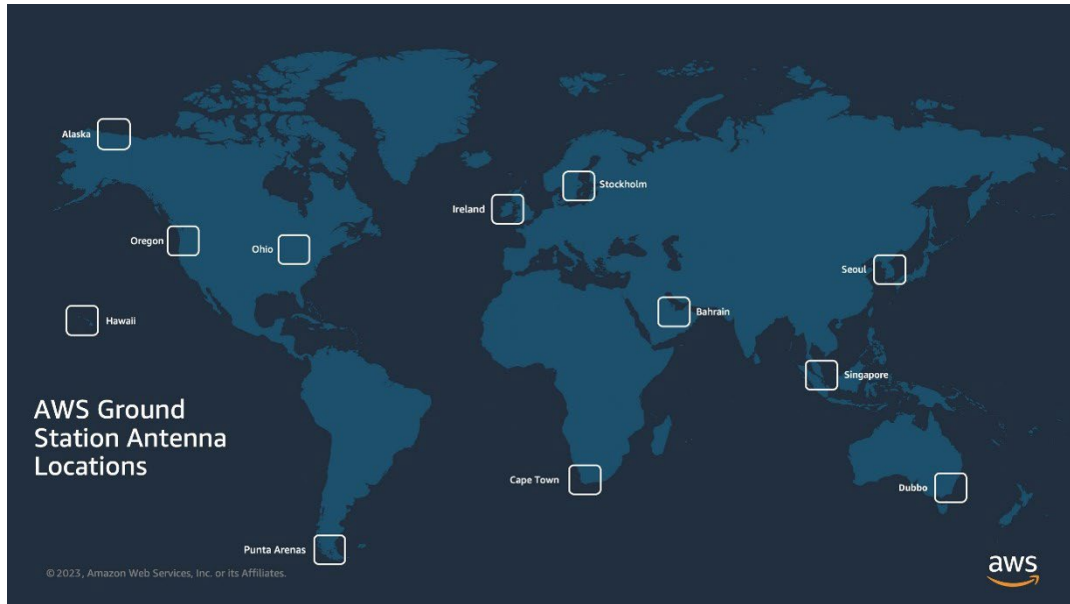 Alaska
Stockholm
Ireland
Oregon
Ohio
Seoul
Hawaii
Bahrain
Singapore
AWS Ground
Station Antenna
Locations
Cape Town
Dubbo
Punta Arenas
© 2023, Amazon Web Services, Inc. or its Affiliates.
aws